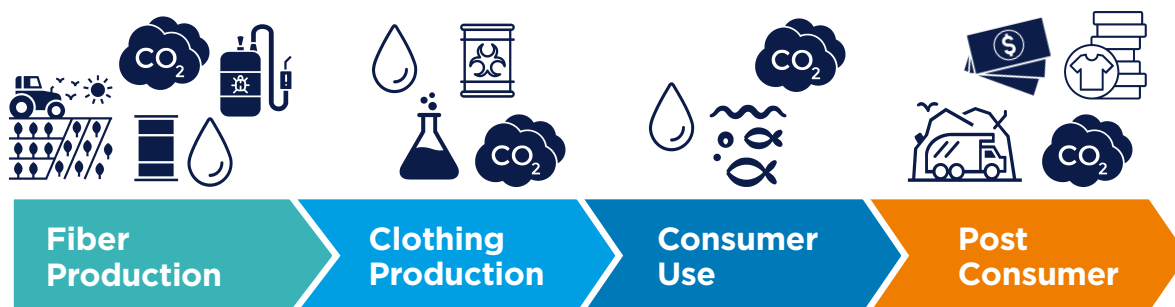 CO2
CO2
CO2
$
CO2
Fiber
Production
Clothing
Production
Consumer
Use
Post
Consumer